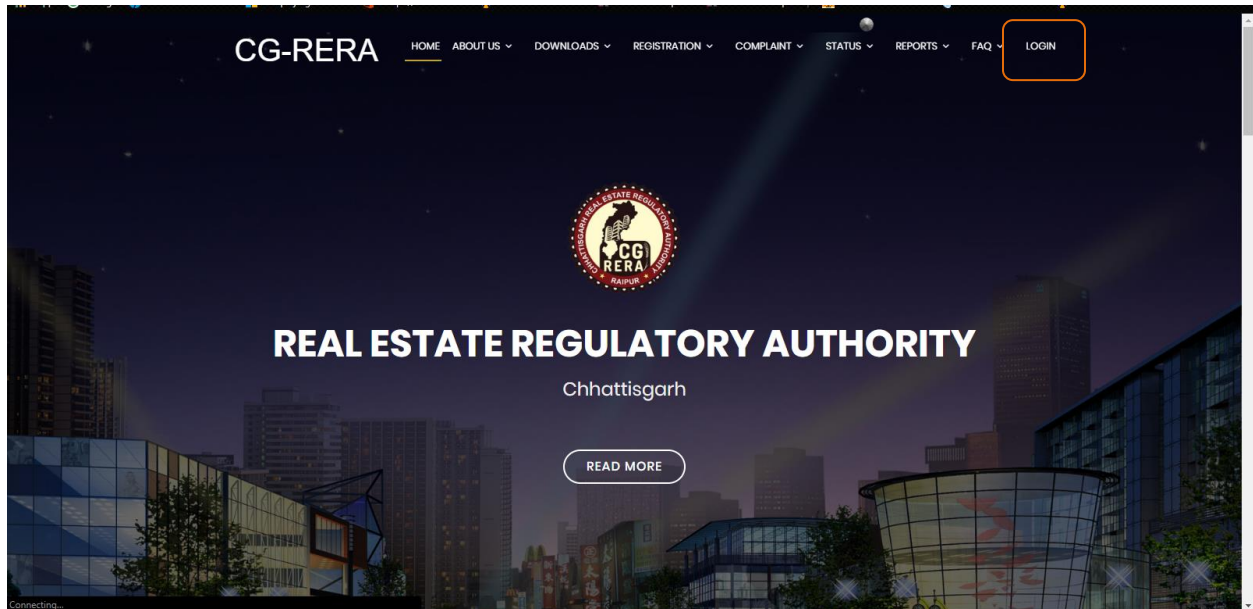 CG-RERA
HOME ABOUT US DOWNLOADS REGISTRATION COMPLAINT STATUS REPORTS FAQ LOGIN
CHHATTISGARH REAL ESTATE REGULATORY AUTHORITY
CG
RERA
RAIPUR
REAL ESTATE REGULATORY AUTHORITY
Chhattisgarh
READ MORE
Connecting...